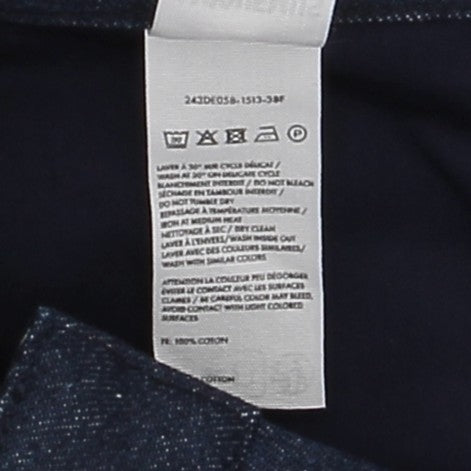 243DE058-1513-38F
LAVER À 30° SUR CYCLE DÉLICAT /
WASH AT 30° ON DELICATE CYCLE
BLANCHIMENT INTERDIT / DO NOT BLEACH
SÉCHAGE EN TAMBOUR INTERDIT /
DO NOT TUMBLE DRY
REPASSAGE À TEMPÉRATURE MOYENNE /
IRON AT MEDIUM HEAT
NETTOYAGE À SEC / DRY CLEAN
LAVER À L'ENVERS / WASH INSIDE OUT
LAVER AVEC DES COULEURS SIMILAIRES /
WASH WITH SIMILAR COLORS
ATTENTION LA COULEUR PEU DÉGORGER
ÉVITER LE CONTACT AVEC LES SURFACES
CLAIRES / BE CAREFUL COLOR MAY BLEED,
AVOID CONTACT WITH LIGHT COLORED
SURFACES
FR: 100% COTON
COTTON